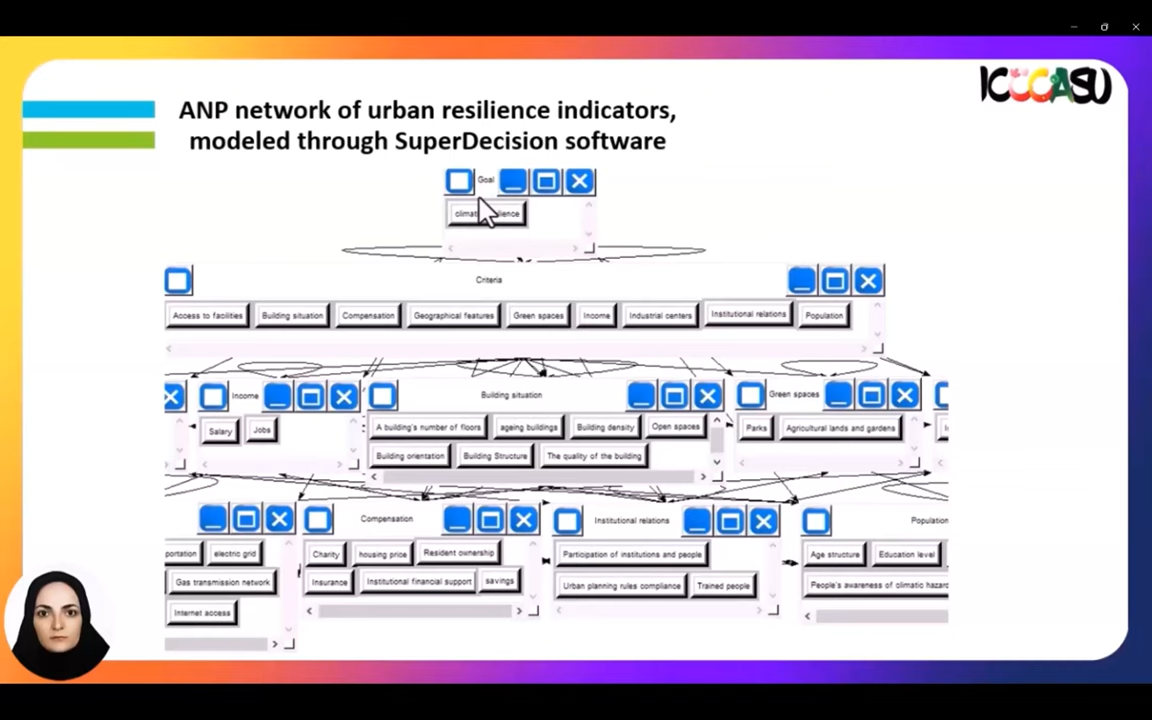 ICUCASU
ANP network of urban resilience indicators,
modeled through SuperDecision software
Goal
Criteria
Access to facilities Building situation Compensation Geographical features Green spaces Income Industrial centers Institutional relations Population
Income Building situation Green spaces
Salary Jobs A building's number of floors ageing buildings Building density Open spaces Parks Agricultural lands and gardens
Building orientation Building Structure The quality of the building
Compensation Institutional relations Population
portation electric grid Charity housing price Resident ownership Participation of institutions and people Age structure Education level
Gas transmission network Insurance Institutional financial support savings Urban planning rules compliance Trained people People's awareness of climatic hazard
Internet access